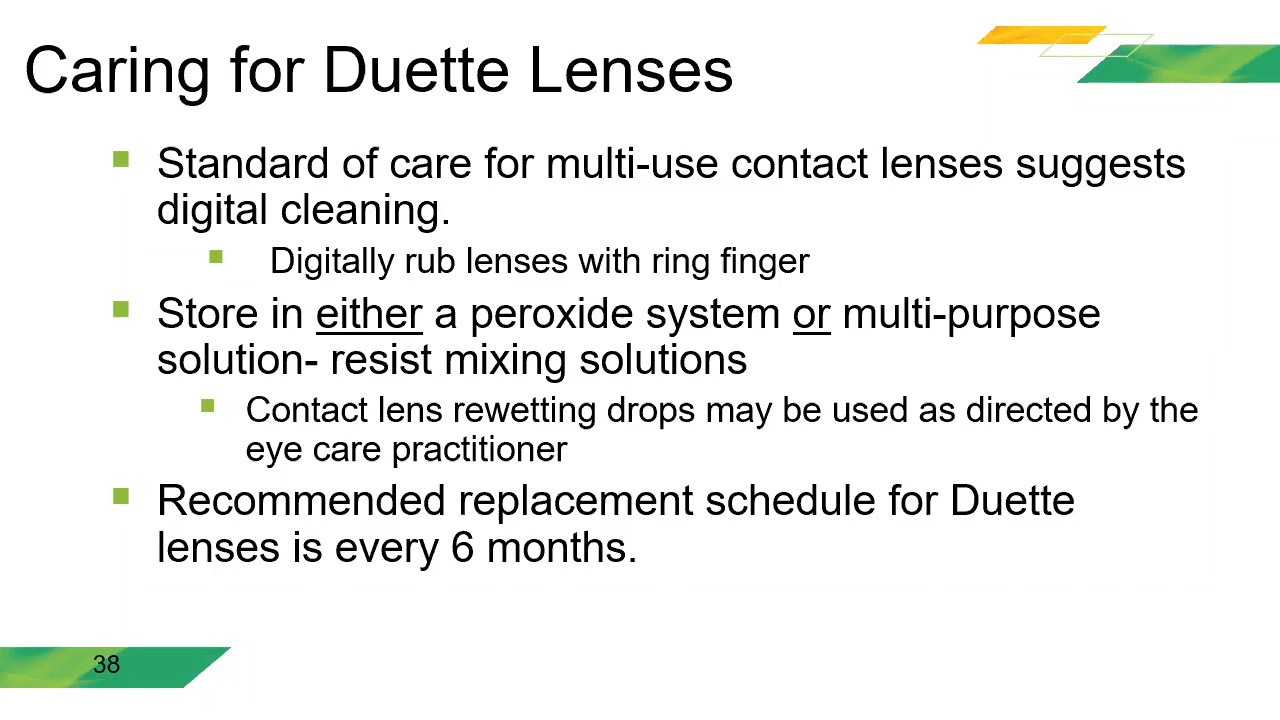 Caring for Duette Lenses
Standard of care for multi-use contact lenses suggests
digital cleaning.
Digitally rub lenses with ring finger
Store in either a peroxide system or multi-purpose
solution- resist mixing solutions
Contact lens rewetting drops may be used as directed by the
eye care practitioner
Recommended replacement schedule for Duette
lenses is every 6 months.
38